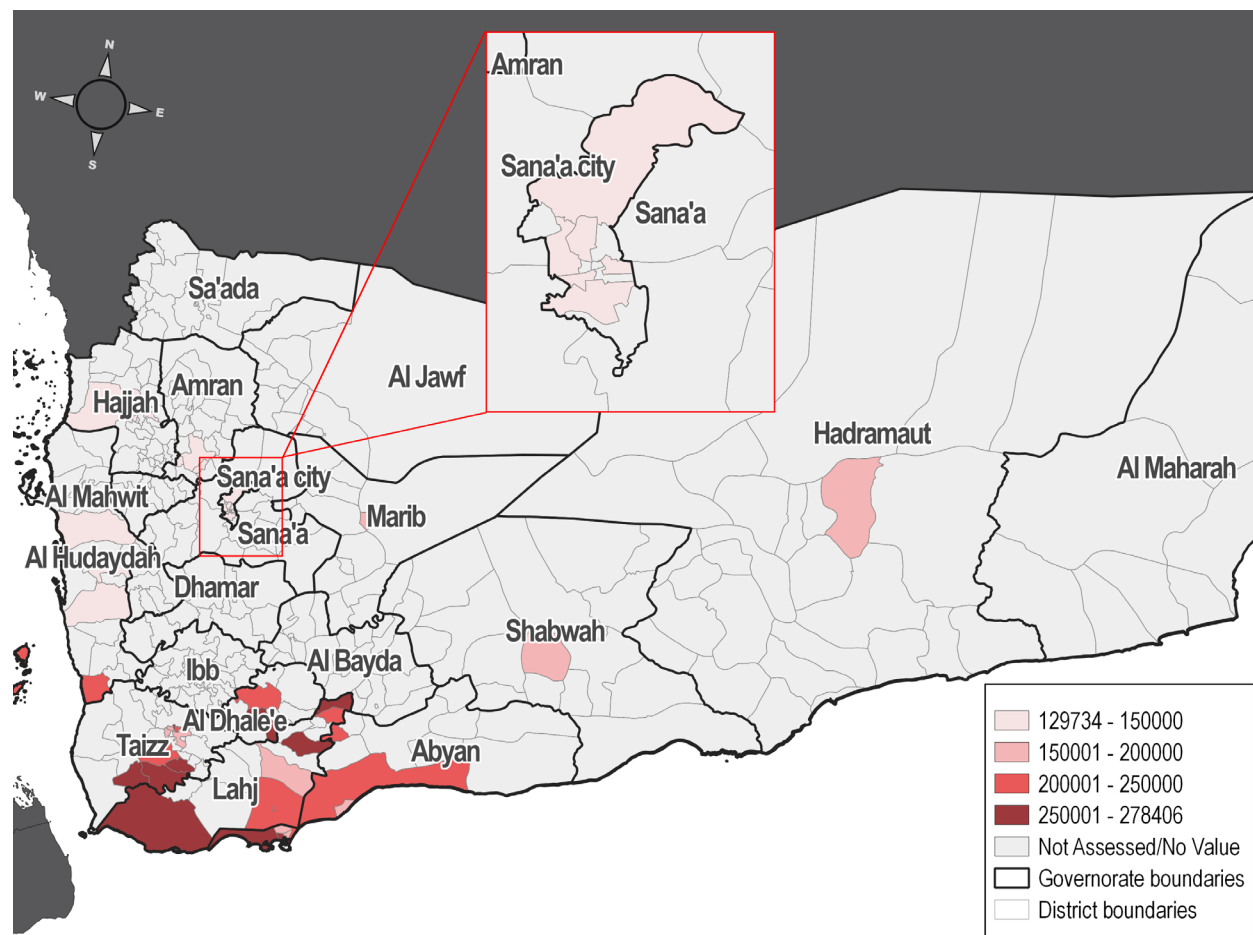 N
W
E
S
Amran
Sana'a city
Sana'a
Sa'ada
Amran
Hajjah
Al Jawf
Hadramaut
Al Maharah
Sana'a city
Al Mahwit
Marib
Sana'a
Al Hudaydah
Dhamar
Shabwah
Ibb
Al Bayda
Al Dhale'e
Taizz
Abyan
Lahj
129734 - 150000
150001 - 200000
200001 - 250000
250001 - 278406
Not Assessed/No Value
Governorate boundaries
District boundaries